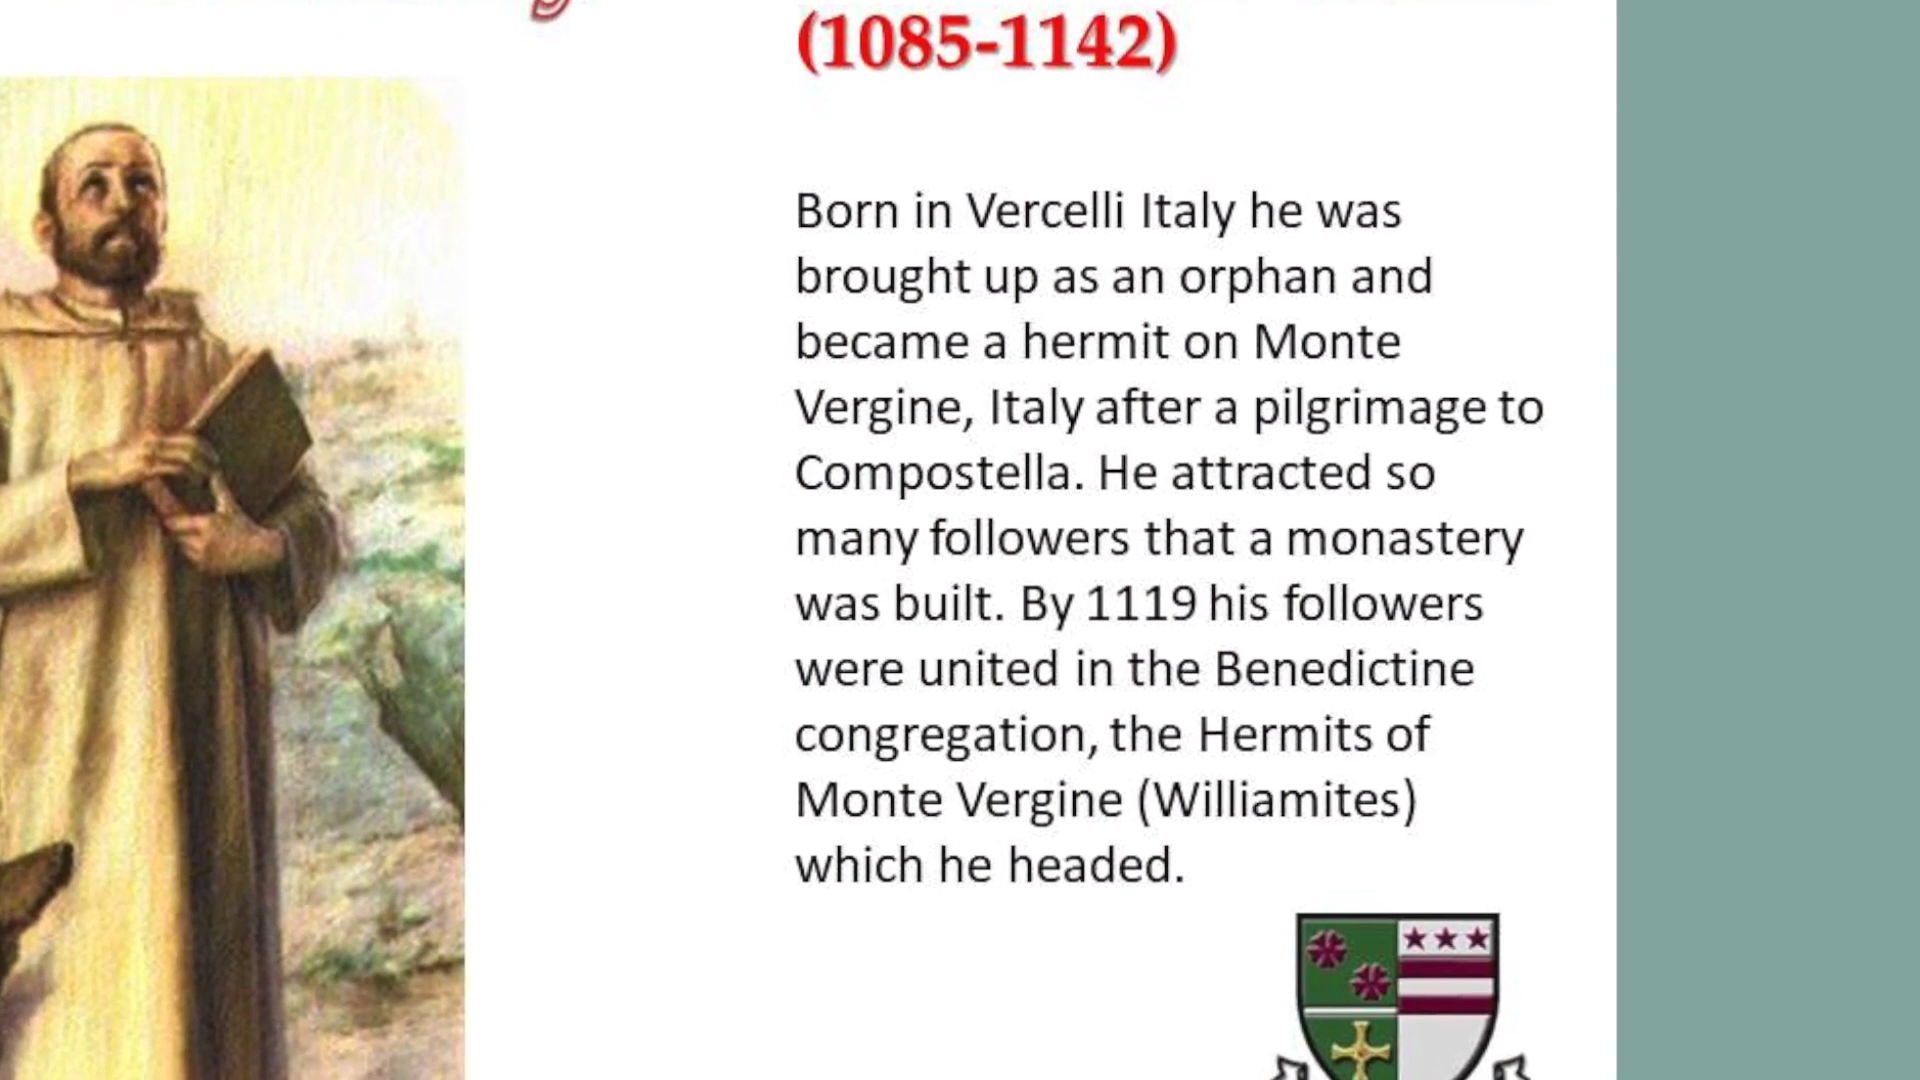 (1085-1142)
Born in Vercelli Italy he was
brought up as an orphan and
became a hermit on Monte
Vergine, Italy after a pilgrimage to
Compostella. He attracted so
many followers that a monastery
was built. By 1119 his followers
were united in the Benedictine
congregation, the Hermits of
Monte Vergine (Williamites)
which he headed.